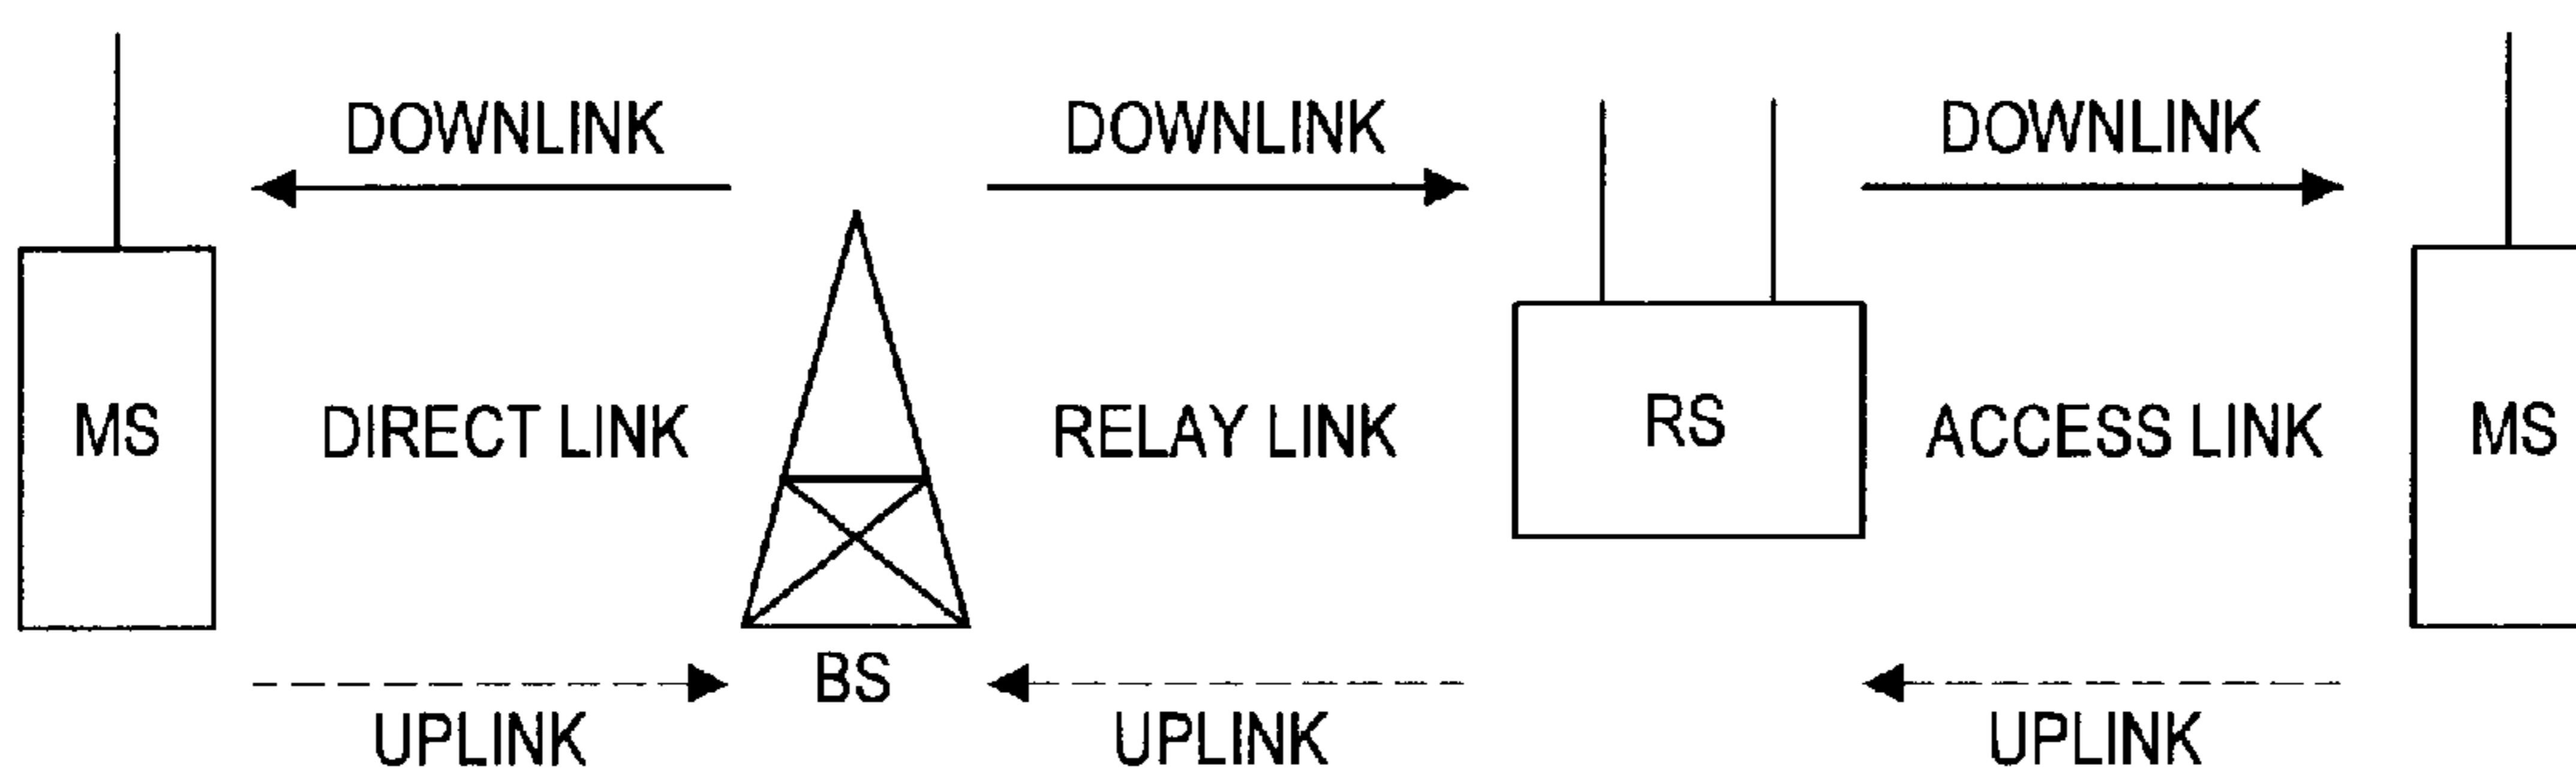 DOWNLINK
DOWNLINK
DOWNLINK
MS
DIRECT LINK
RELAY LINK
RS
ACCESS LINK
MS
BS
UPLINK
UPLINK
UPLINK